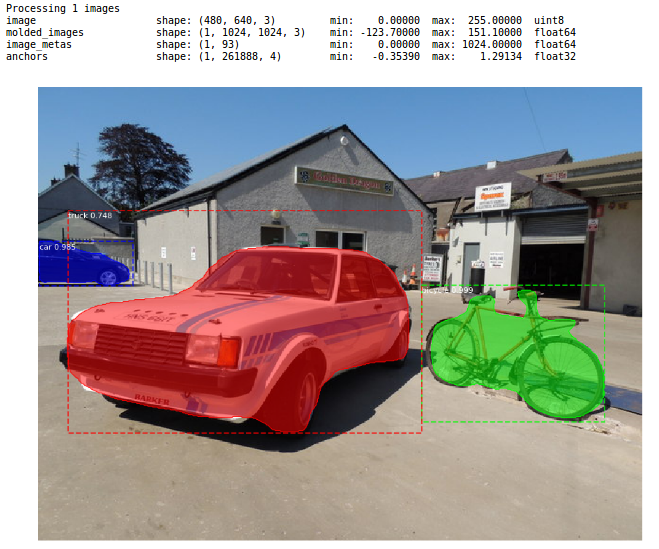 Processing 1 images
image                    shape: (480, 640, 3)         min:    0.00000  max:  255.00000  uint8
molded_images            shape: (1, 1024, 1024, 3)    min: -123.70000  max:  151.10000  float64
image_metas              shape: (1, 93)               min:    0.00000  max: 1024.00000  float64
anchors                  shape: (1, 261888, 4)        min:   -0.35390  max:    1.29134  float32
truck 0.748
car 0.985
bicycle 0.999
Golden Dragon